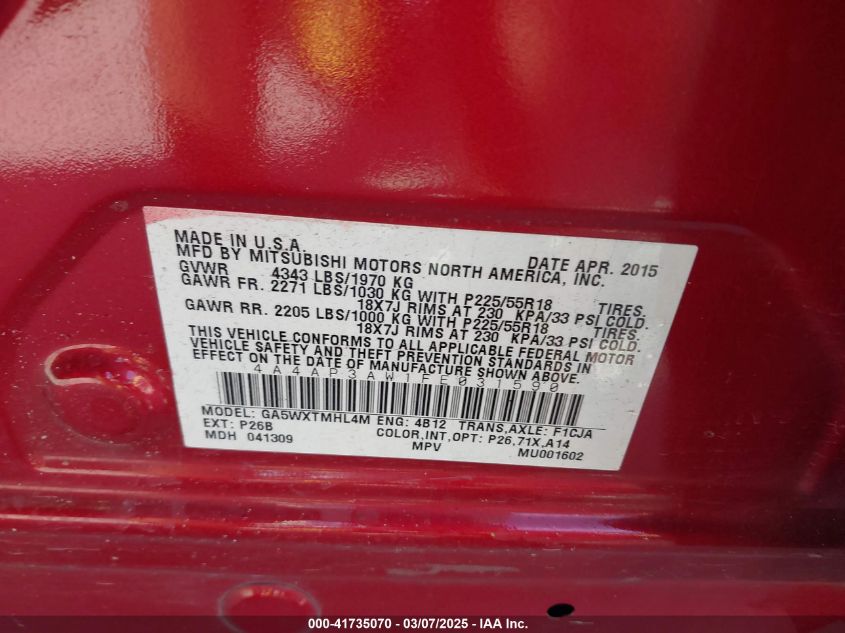 MADE IN U.S.A. DATE APR. 2015
MFD BY MITSUBISHI MOTORS NORTH AMERICA, INC.
GVWR 4343 LBS/1970 KG
GAWR FR. 2271 LBS/1030 KG WITH P225/55R18 TIRES.
18X7J RIMS AT 230 KPA/33 PSI COLD.
GAWR RR. 2205 LBS/1000 KG WITH P225/55R18 TIRES.
18X7J RIMS AT 230 KPA/33 PSI COLD.
THIS VEHICLE CONFORMS TO ALL APPLICABLE FEDERAL MOTOR
VEHICLE SAFETY AND THEFT PREVENTION STANDARDS IN
EFFECT ON THE DATE OF MANUFACTURE SHOWN ABOVE.
4A4AP3AW1FE031590
MODEL: GA5WXTMHL4M ENG: 4B12 TRANS,AXLE: F1CJA
EXT: P26B COLOR,INT,OPT: P26,71X,A14
MDH 041309 MPV MU001602
000-41735070 - 03/07/2025 - IAA Inc.